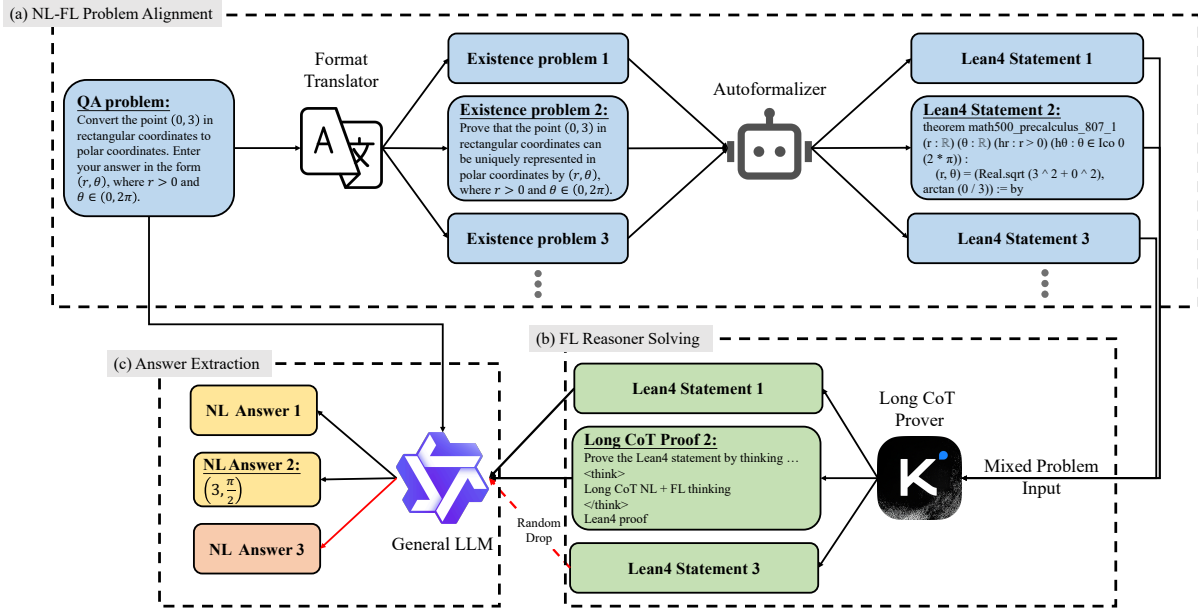 (a) NL-FL Problem Alignment
Format
Translator
Existence problem 1
Lean4 Statement 1
QA problem:
Convert the point (0, 3) in
rectangular coordinates to
polar coordinates. Enter
your answer in the form
(r, θ), where r > 0 and
θ ∈ (0, 2π).
A 文
Existence problem 2:
Prove that the point (0, 3) in
rectangular coordinates can
be uniquely represented in
polar coordinates by (r, θ),
where r > 0 and θ ∈ (0, 2π).
Autoformalizer
Lean4 Statement 2:
theorem math500_precalculus_807_1
(r : ℝ) (θ : ℝ) (hr : r > 0) (hθ : θ ∈ Ico 0
(2 * π)) :
(r, θ) = (Real.sqrt (3 ^ 2 + 0 ^ 2),
arctan (0 / 3)) := by
Existence problem 3
Lean4 Statement 3
(c) Answer Extraction
NL Answer 1
NL Answer 2:
(3, π/2)
NL Answer 3
General LLM
(b) FL Reasoner Solving
Lean4 Statement 1
Long CoT Proof 2:
Prove the Lean4 statement by thinking …
<think>
Long CoT NL + FL thinking
</think>
Lean4 proof
Random
Drop
Lean4 Statement 3
Long CoT
Prover
K
Mixed Problem
Input